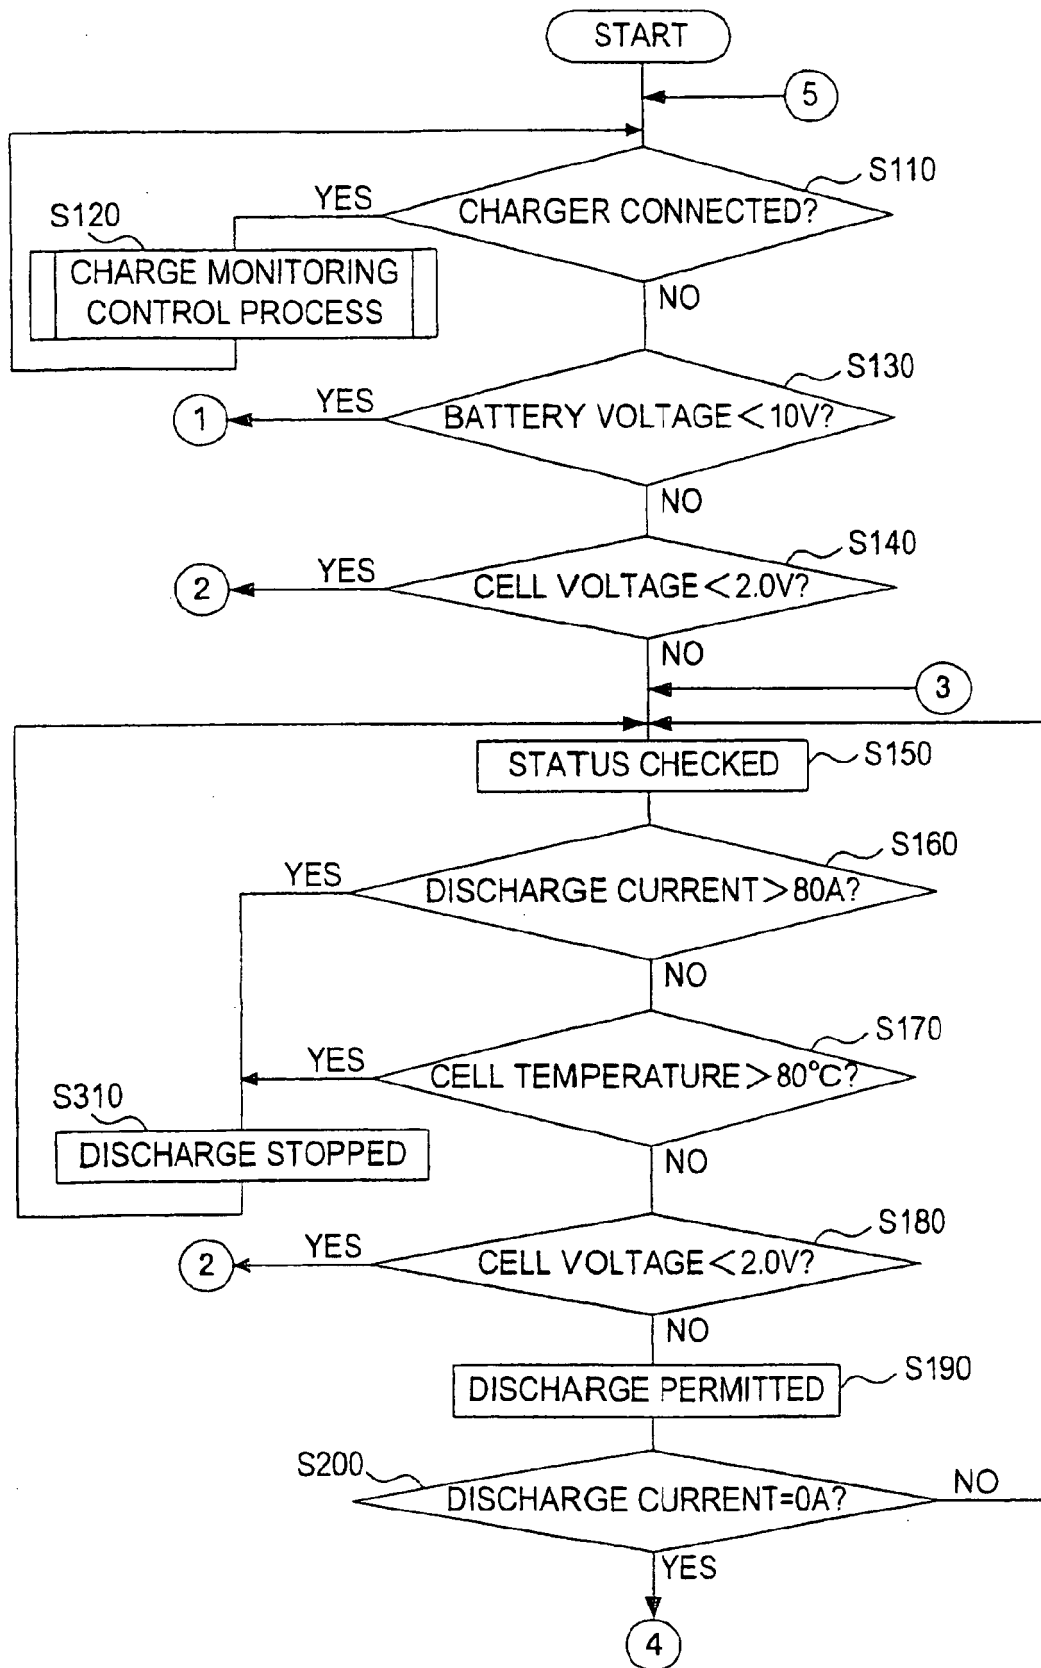 START
5
S110
YES
CHARGER CONNECTED?
S120
CHARGE MONITORING
CONTROL PROCESS
NO
S130
YES
1
BATTERY VOLTAGE<10V?
NO
S140
YES
2
CELL VOLTAGE<2.0V?
NO
3
STATUS CHECKED
S150
S160
YES
DISCHARGE CURRENT>80A?
NO
S170
YES
CELL TEMPERATURE>80°C?
S310
DISCHARGE STOPPED
NO
S180
YES
2
CELL VOLTAGE<2.0V?
NO
DISCHARGE PERMITTED
S190
S200
DISCHARGE CURRENT=0A?
NO
YES
4